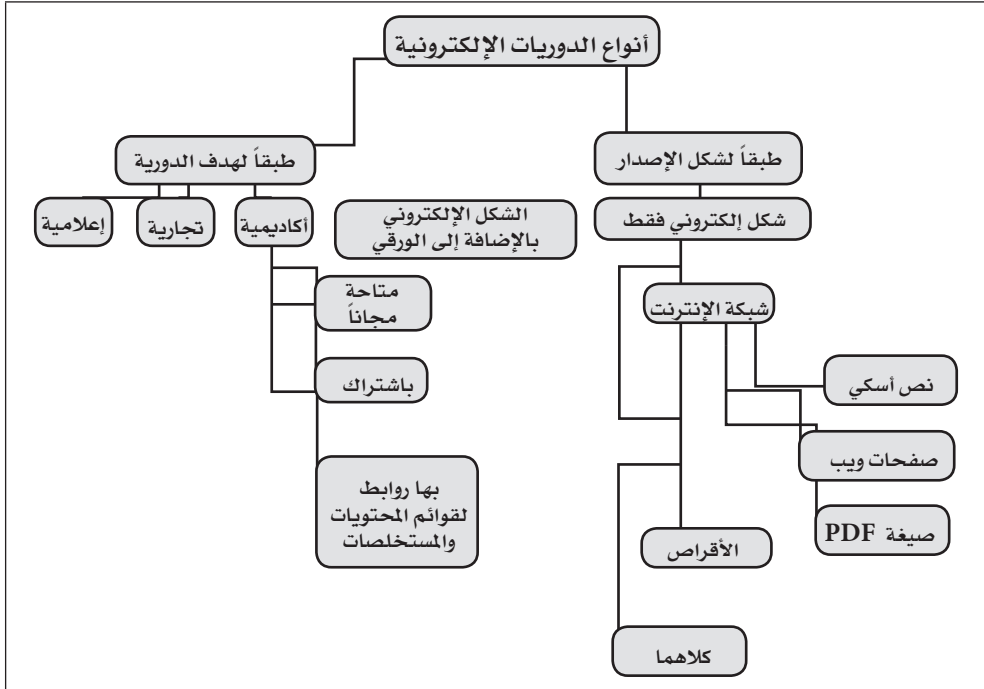 أنواع الدوريات الإلكترونية
طبقاً لشكل الإصدار
طبقاً لهدف الدورية
شكل إلكتروني فقط
الشكل الإلكتروني
بالإضافة إلى الورقي
أكاديمية
تجارية
إعلامية
شبكة الإنترنت
متاحة
مجاناً
نص أسكي
باشتراك
صفحات ويب
بها روابط
لقوائم المحتويات
والمستخلصات
صيغة PDF
الأقراص
كلاهما